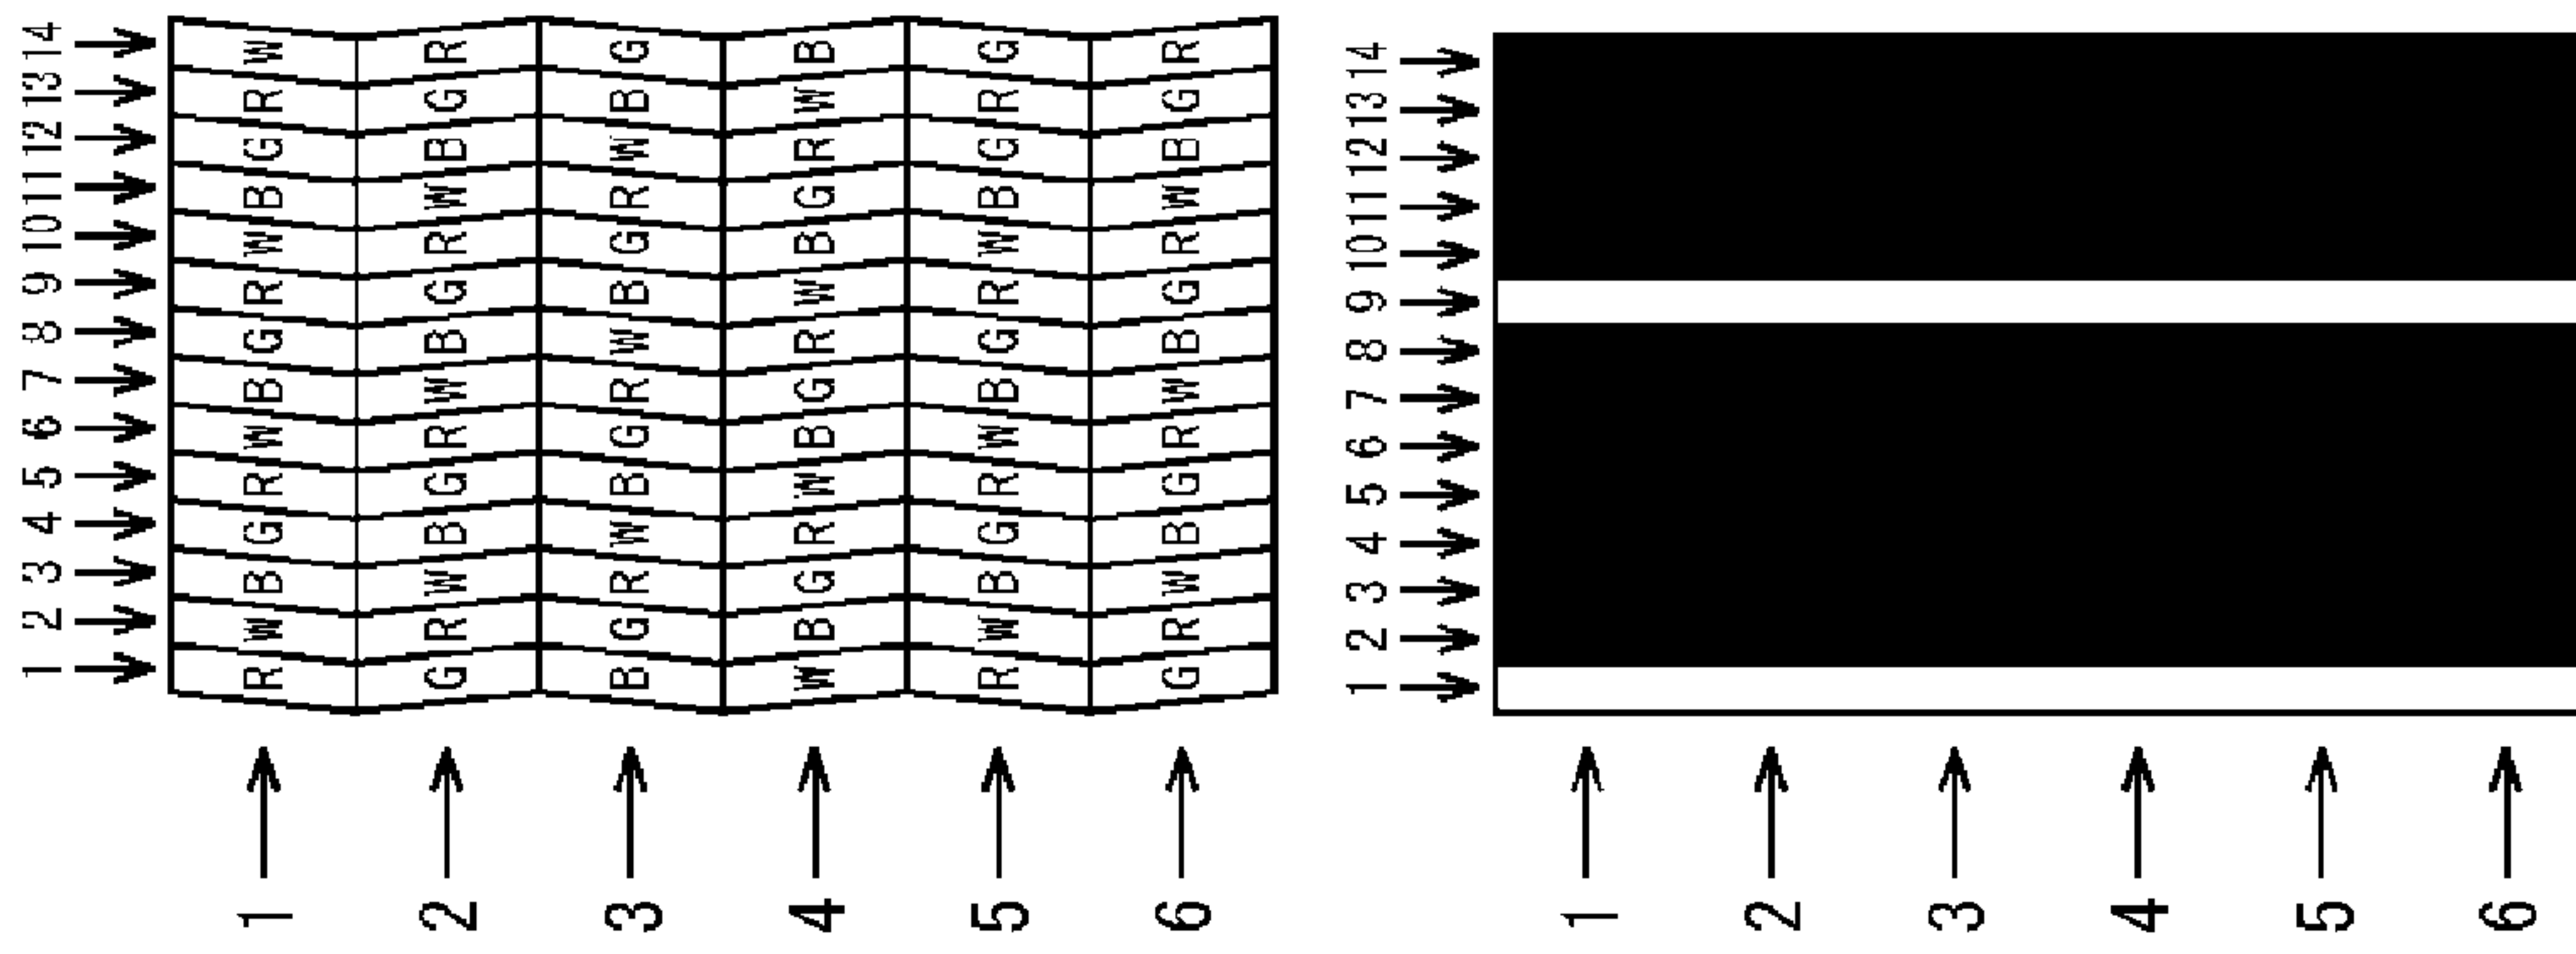 1 2 3 4 5 6 7 8 9 10 11 12 13 14
1 R W B G R W B G R W B G R W
2 G R W B G R W B G R W B G R
3 B G R W B G R W B G R W B G
4 W B G R W B G R W B G R W B
5 R W B G R W B G R W B G R G
6 G R W B G R W B G R W B G R
1 2 3 4 5 6 7 8 9 10 11 12 13 14
1
2
3
4
5
6